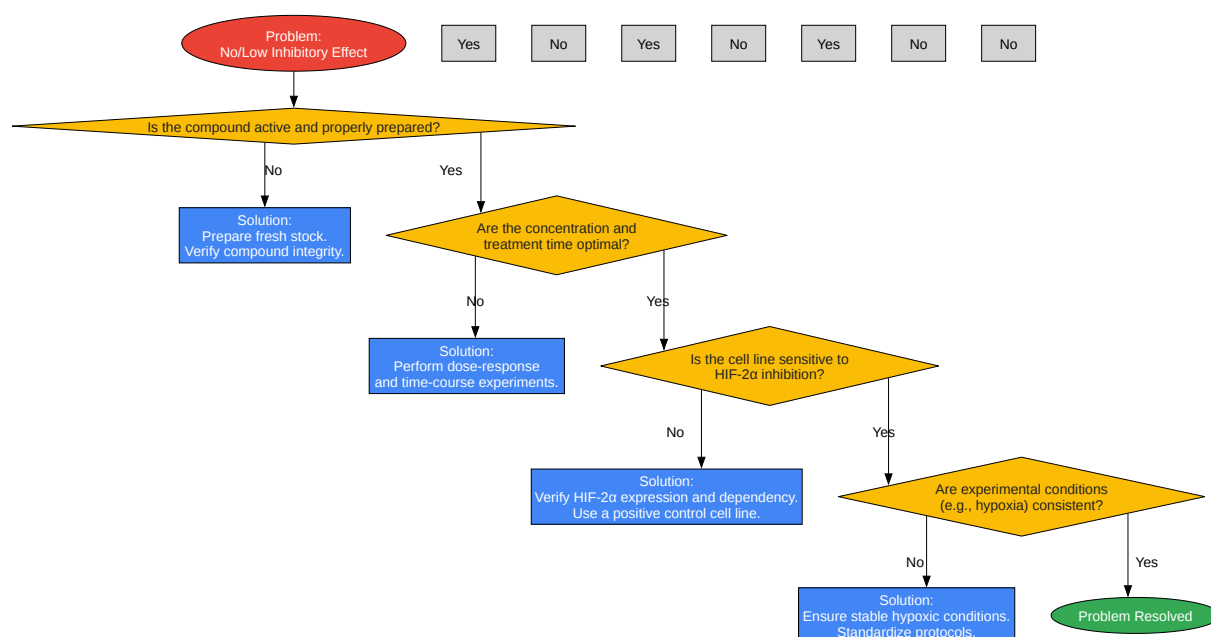 Problem:
No/Low Inhibitory Effect
Yes
No
Yes
No
Yes
No
No
Is the compound active and properly prepared?
No
Yes
Solution:
Prepare fresh stock.
Verify compound integrity.
Are the concentration and
treatment time optimal?
No
Yes
Solution:
Perform dose-response
and time-course experiments.
Is the cell line sensitive to
HIF-2α inhibition?
No
Yes
Solution:
Verify HIF-2α expression and dependency.
Use a positive control cell line.
Are experimental conditions
(e.g., hypoxia) consistent?
No
Yes
Solution:
Ensure stable hypoxic conditions.
Standardize protocols.
Problem Resolved